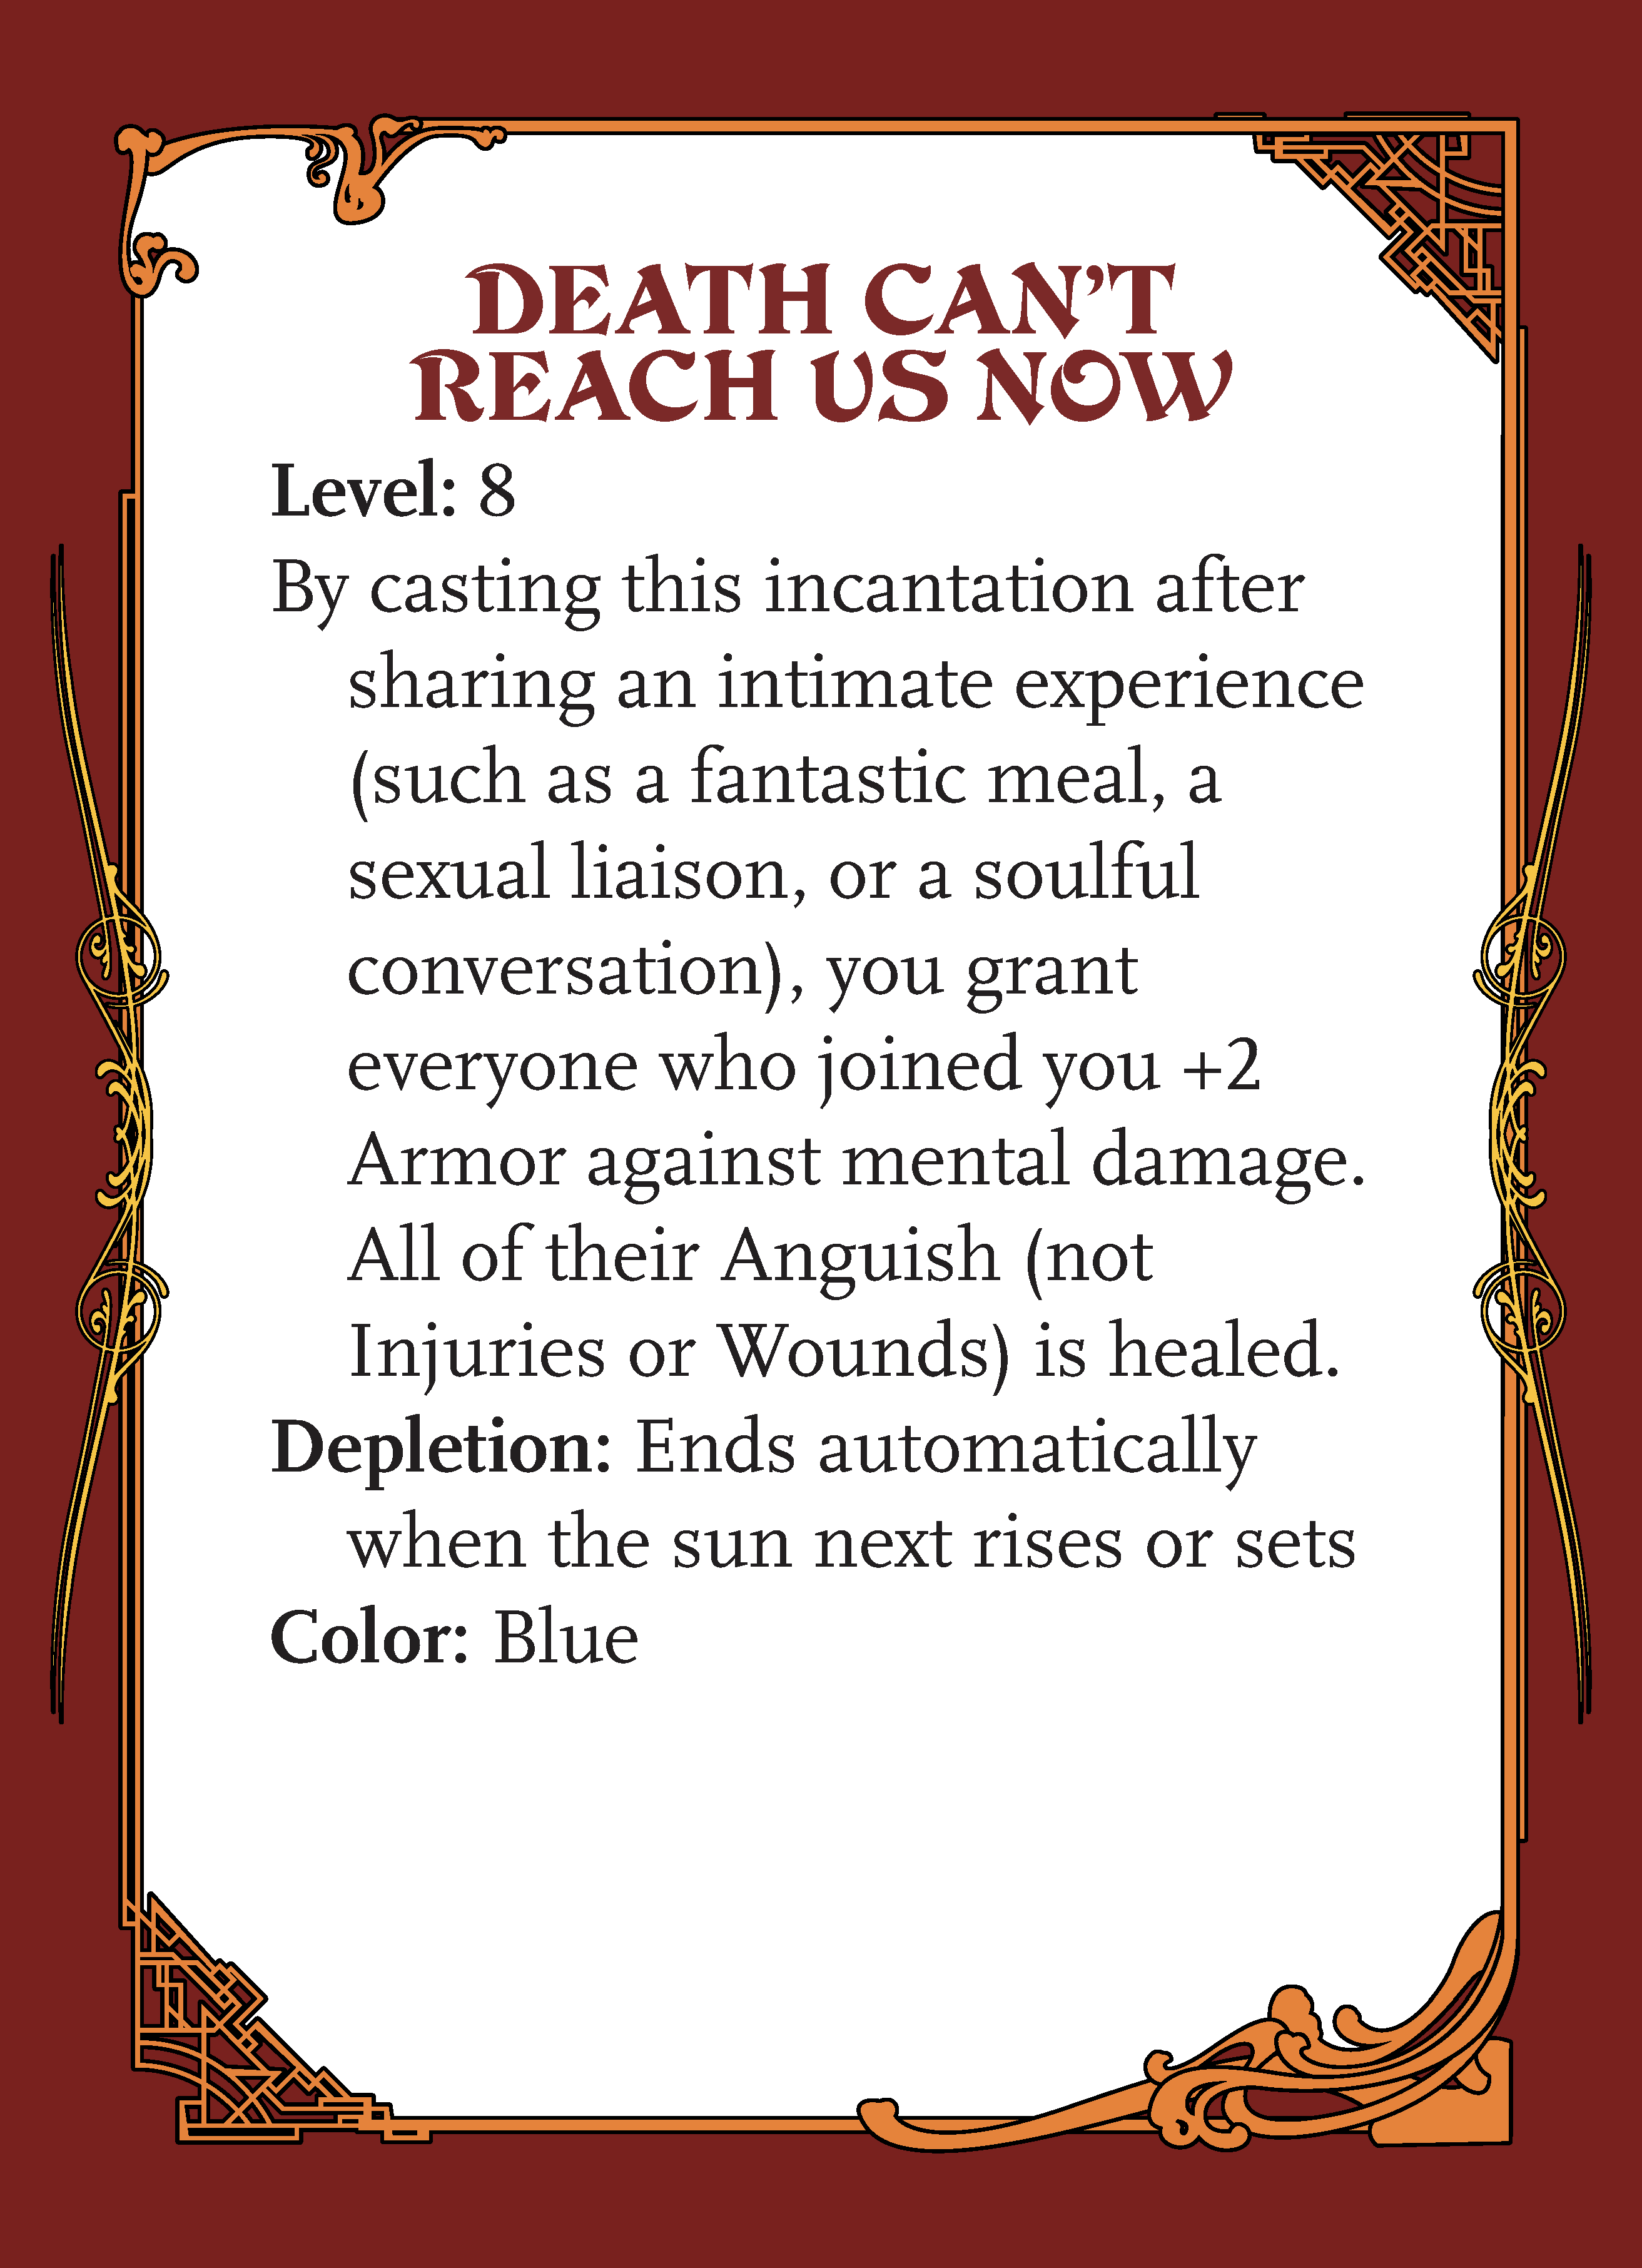 DEATH CAN’T
REACH US NOW
Level: 8
By casting this incantation after
sharing an intimate experience
(such as a fantastic meal, a
sexual liaison, or a soulful
conversation), you grant
everyone who joined you +2
Armor against mental damage.
All of their Anguish (not
Injuries or Wounds) is healed.
Depletion: Ends automatically
when the sun next rises or sets
Color: Blue